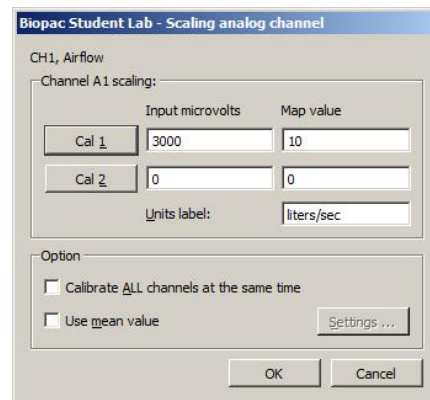 Biopac Student Lab - Scaling analog channel
CH1, Airflow
Channel A1 scaling:
Input microvolts Map value
Cal 1 3000 10
Cal 2 0 0
Units label: liters/sec
Option
Calibrate ALL channels at the same time
Use mean value Settings ...
OK Cancel